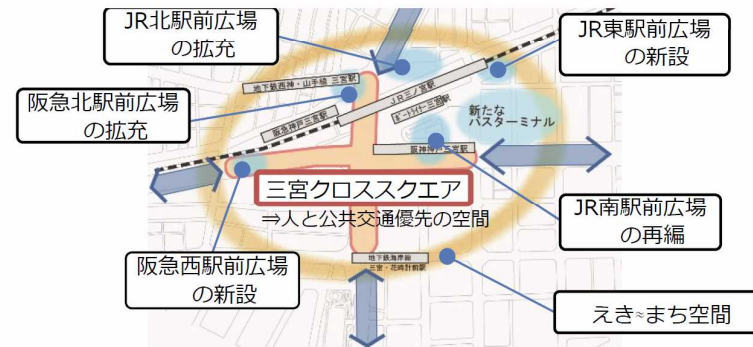 JR北駅前広場
の拡充
JR東駅前広場
の新設
地下鉄西神・山手線 三宮駅
JR三ノ宮駅
阪急北駅前広場
の拡充
阪急神戸三宮駅
ポートライナー三宮駅
新たな
バスターミナル
阪神神戸三宮駅
三宮クロススクエア
⇒人と公共交通優先の空間
JR南駅前広場
の再編
阪急西駅前広場
の新設
地下鉄海岸線
三宮・花時計前駅
えき≈まち空間